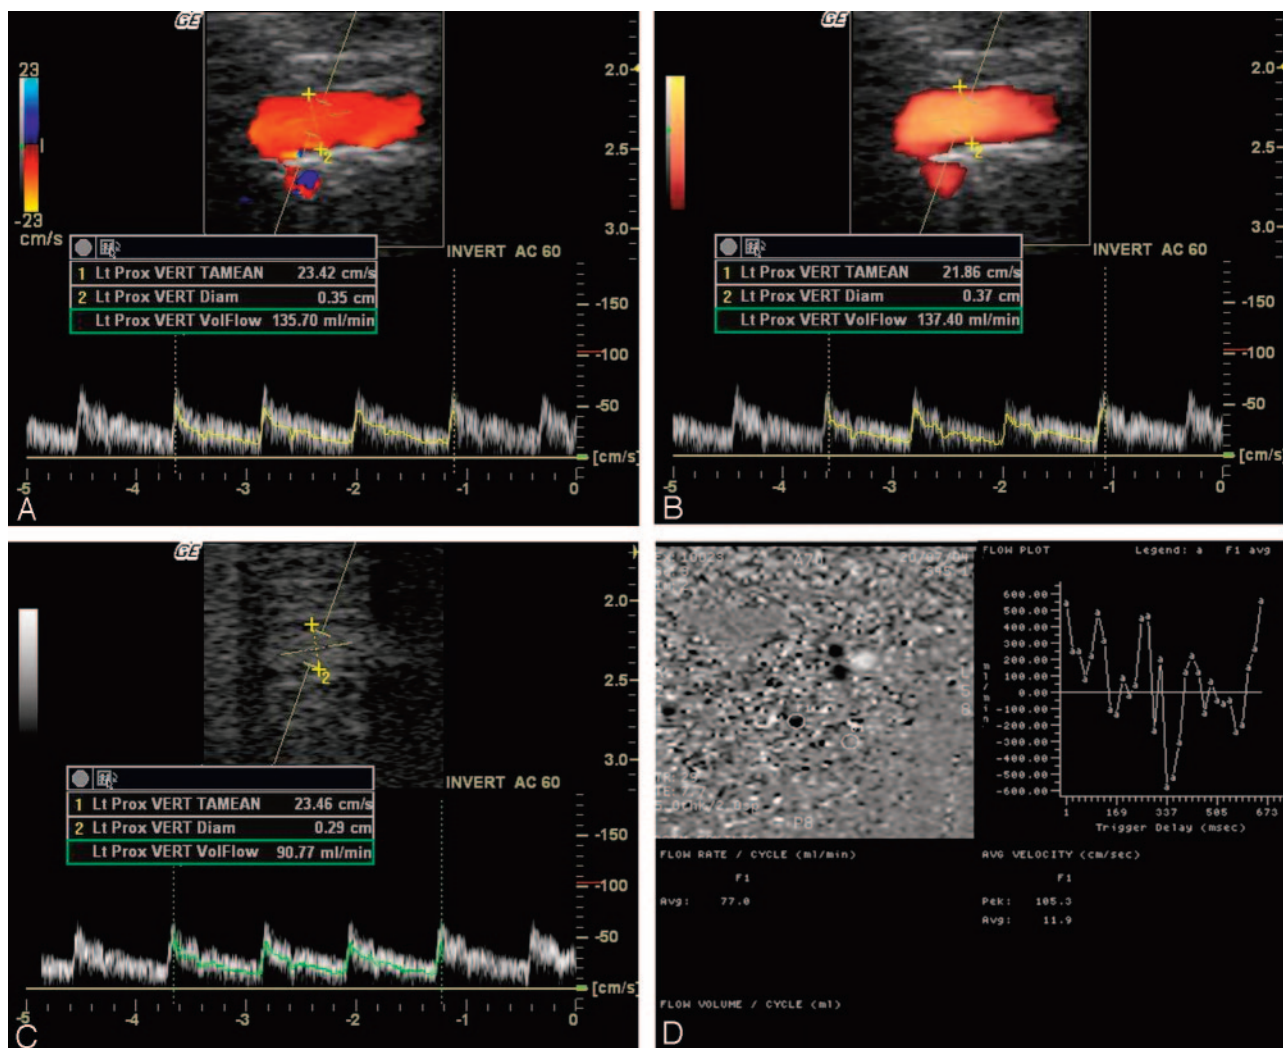 GE
23
-23
cm/s
2.0
2.5
3.0
INVERT AC 60
1 Lt Prox VERT TAMEAN 23.42 cm/s
2 Lt Prox VERT Diam 0.35 cm
Lt Prox VERT VolFlow 135.70 ml/min
2
-150
-100
-50
[cm/s]
-5 -4 -3 -2 -1 0
A
GE
2.0
2.5
3.0
INVERT AC 60
1 Lt Prox VERT TAMEAN 21.86 cm/s
2 Lt Prox VERT Diam 0.37 cm
Lt Prox VERT VolFlow 137.40 ml/min
2
-150
-100
-50
[cm/s]
-5 -4 -3 -2 -1 0
B
GE
2.0
2.5
3.0
INVERT AC 60
1 Lt Prox VERT TAMEAN 23.46 cm/s
2 Lt Prox VERT Diam 0.29 cm
Lt Prox VERT VolFlow 90.77 ml/min
2
-150
-100
-50
[cm/s]
-5 -4 -3 -2 -1 0
C
FLOW PLOT Legend: a F1 avg
600.00
500.00
400.00
300.00
200.00
100.00
0.00
-100.00
-200.00
-300.00
-400.00
-500.00
-600.00
ml/min
1 169 337 505 673
Trigger Delay (msec)
FLOW RATE / CYCLE (ml/min)
F1
Avg: 77.0
AVG VELOCITY (cm/sec)
F1
Pek: 105.3
Avg: 11.9
FLOW VOLUME / CYCLE (ml)
D